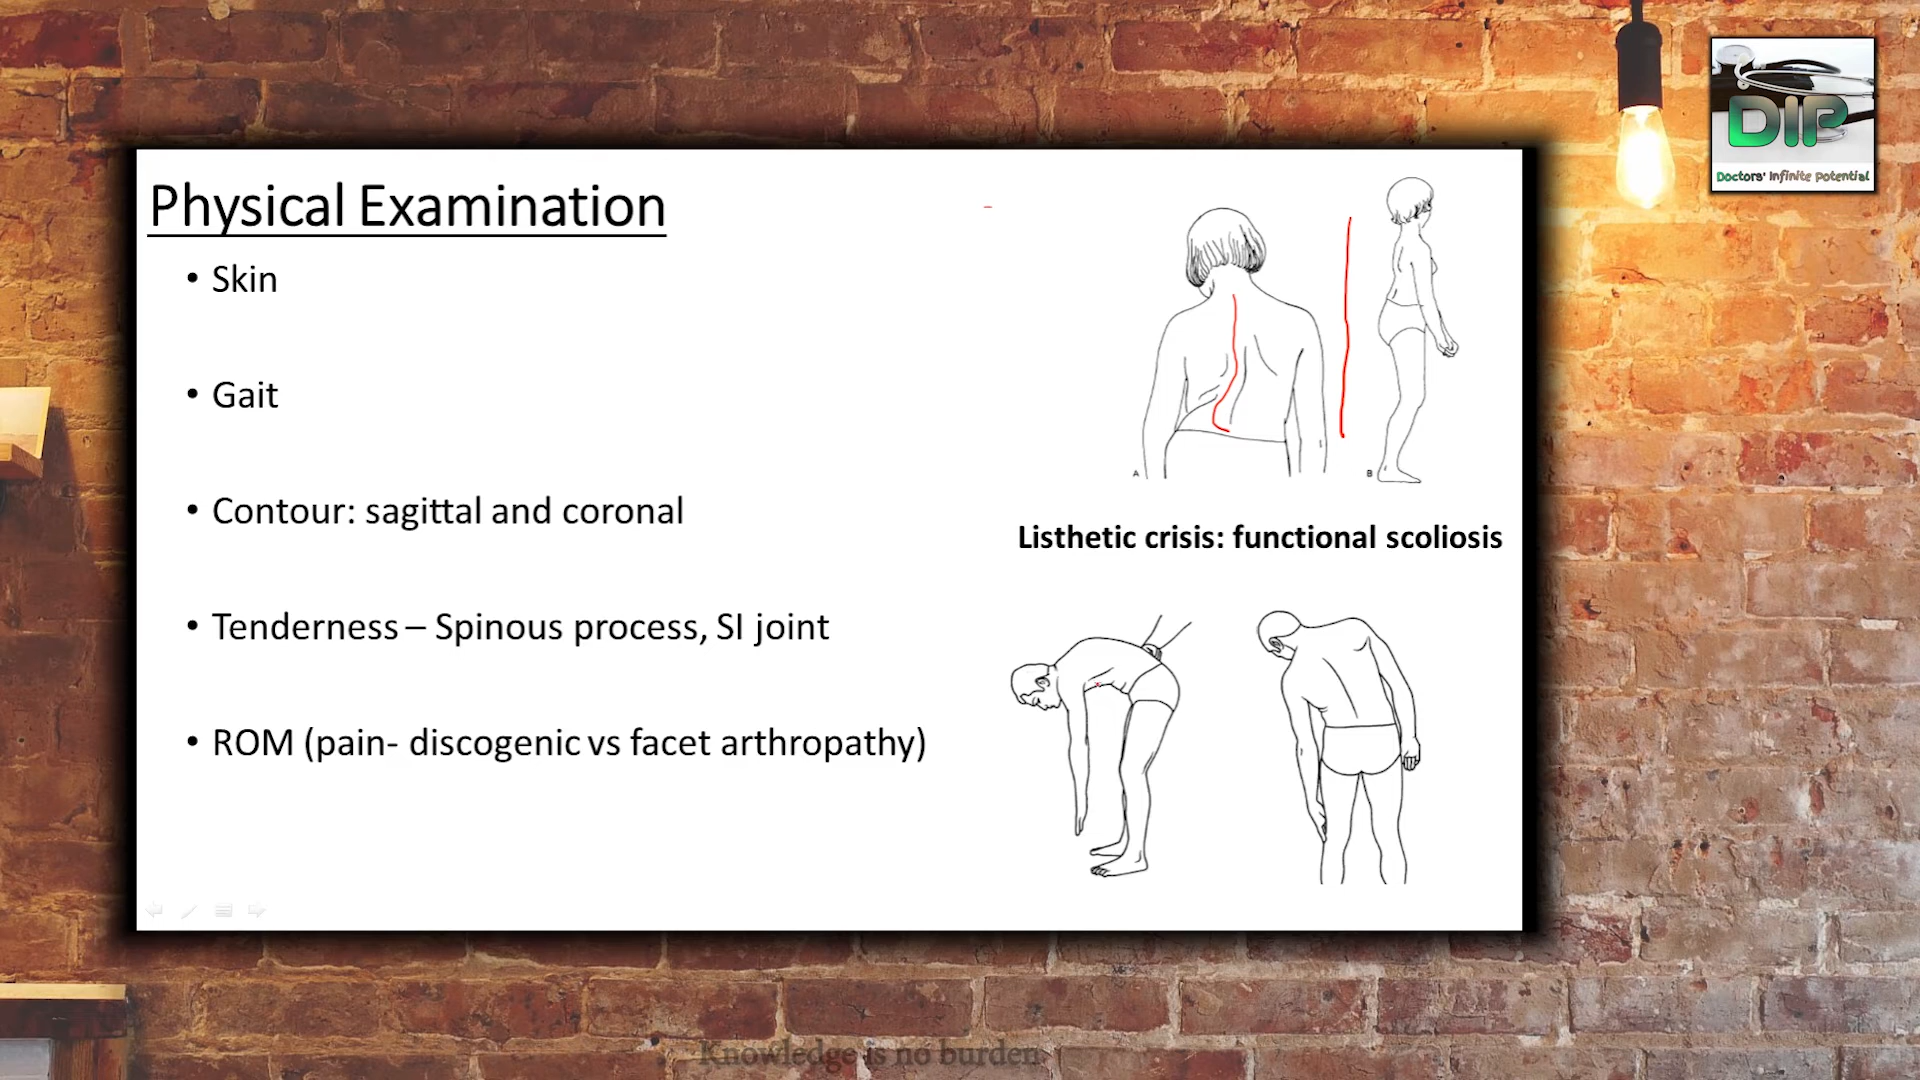 Physical Examination
• Skin
• Gait
• Contour: sagittal and coronal
• Tenderness – Spinous process, SI joint
• ROM (pain- discogenic vs facet arthropathy)
A
B
Listhetic crisis: functional scoliosis
DIP
Doctors' Infinite Potential
Knowledge is no burden